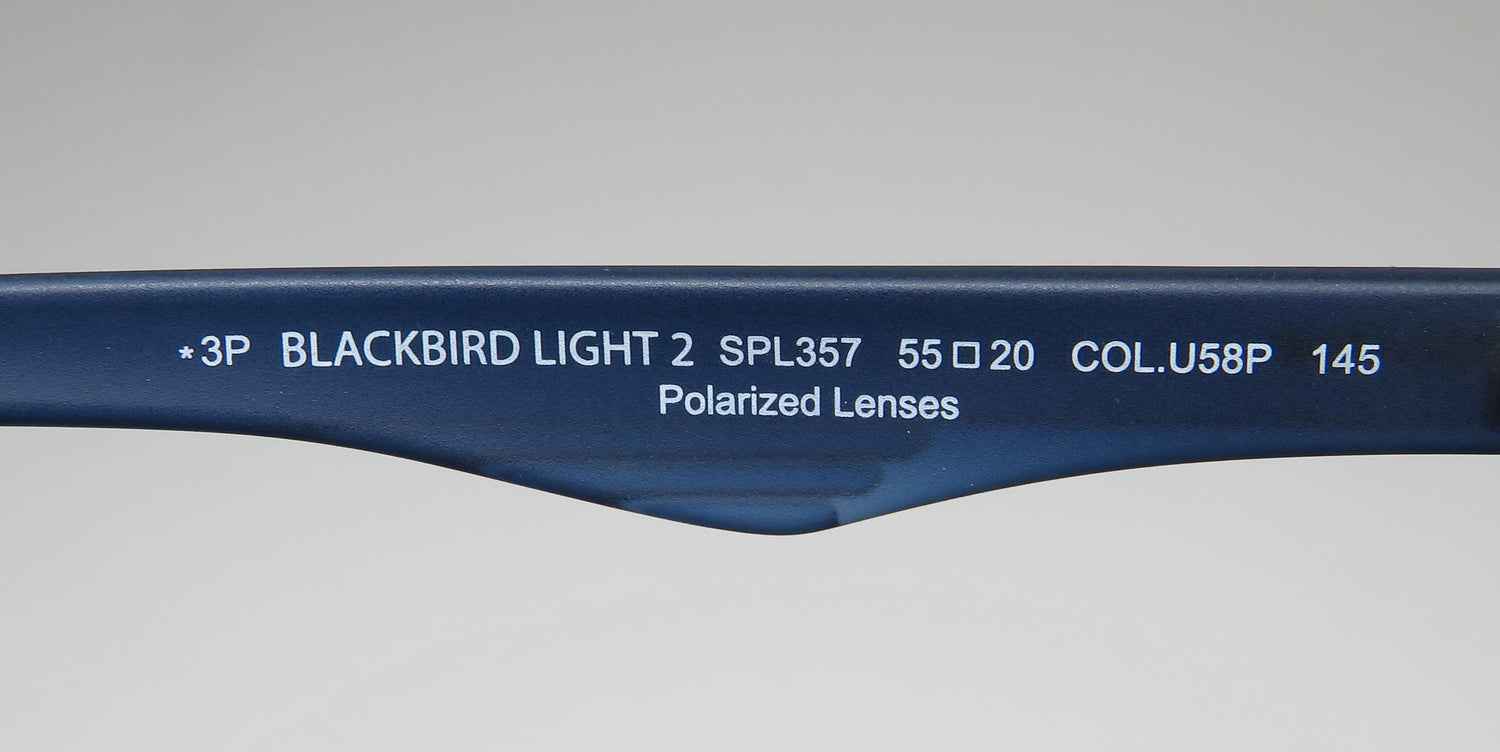 *3P BLACKBIRD LIGHT 2 SPL357 55□20 COL.U58P 145
Polarized Lenses